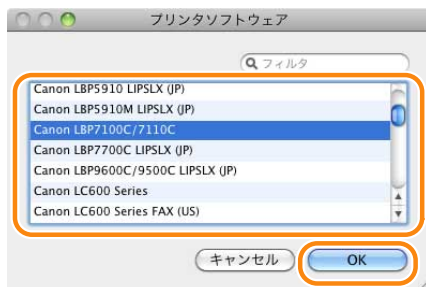 プリンタソフトウェア
フィルタ
Canon LBP5910 LIPSLX (JP)
Canon LBP5910M LIPSLX (JP)
Canon LBP7100C/7110C
Canon LBP7700C LIPSLX (JP)
Canon LBP9600C/9500C LIPSLX (JP)
Canon LC600 Series
Canon LC600 Series FAX (US)
キャンセル
OK